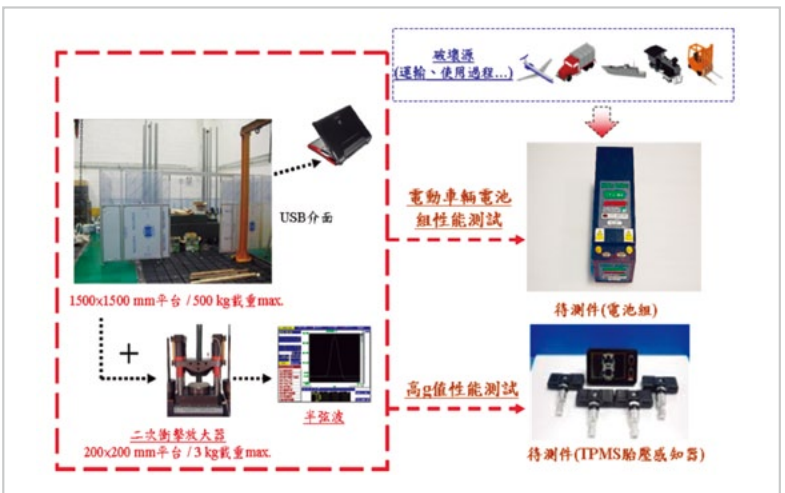 破壞源
(運輸、使用過程...)
USB介面
電動車輛電池
組性能測試
1500x1500 mm平台 / 500 kg載重max.
待測件(電池組)
+
半弦波
高g值性能測試
二次衝擊放大器
200x200 mm平台 / 3 kg載重max.
待測件(TPMS胎壓感知器)